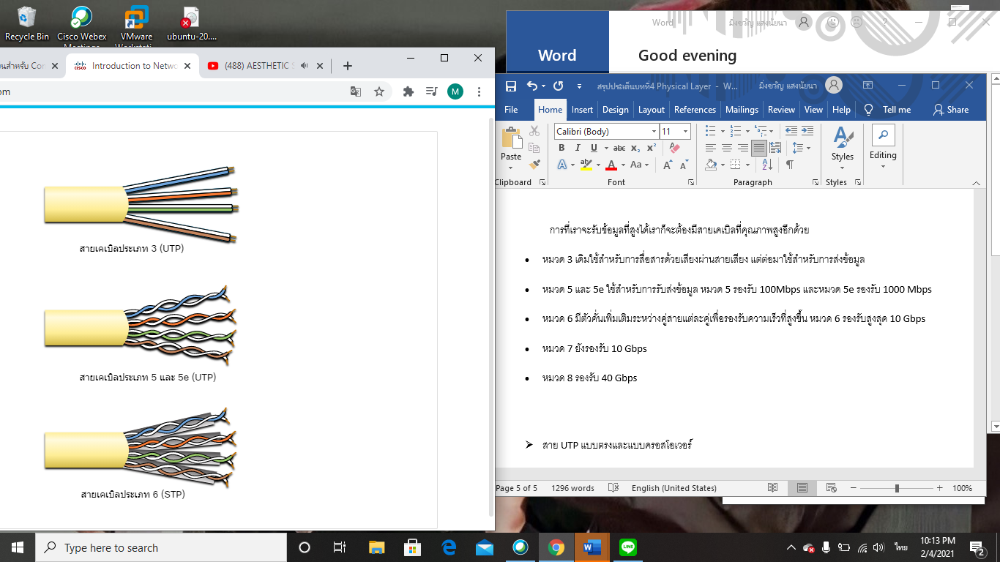 Recycle Bin
Cisco Webex
Meetings
VMware
Workstati...
ubuntu-20....
Introduction to Netwo
(488) AESTHETIC S
om
M
สายเคเบิลประเภท 3 (UTP)
สายเคเบิลประเภท 5 และ 5e (UTP)
สายเคเบิลประเภท 6 (STP)
Word
มิ่งขวัญ แสงนัยนา
Word
Good evening
สรุปประเด็นบทที่4 Physical Layer - W...
มิ่งขวัญ แสงนัยนา
File Home Insert Design Layout References Mailings Review View Help Tell me Share
Calibri (Body) 11
Paste
Styles
Editing
Clipboard Font Paragraph Styles
การที่เราจะรับข้อมูลที่สูงได้เราก็จะต้องมีสายเคเบิลที่คุณภาพสูงอีกด้วย
• หมวด 3 เดิมใช้สำหรับการสื่อสารด้วยเสียงผ่านสายเสียง แต่ต่อมาใช้สำหรับการส่งข้อมูล
• หมวด 5 และ 5e ใช้สำหรับการรับส่งข้อมูล หมวด 5 รองรับ 100Mbps และหมวด 5e รองรับ 1000 Mbps
• หมวด 6 มีตัวคั่นเพิ่มเติมระหว่างคู่สายแต่ละคู่เพื่อรองรับความเร็วที่สูงขึ้น หมวด 6 รองรับสูงสุด 10 Gbps
• หมวด 7 ยังรองรับ 10 Gbps
• หมวด 8 รองรับ 40 Gbps
➢ สาย UTP แบบตรงและแบบครอสโอเวอร์
Page 5 of 5 1296 words English (United States) 100%
Type here to search
ไทย
10:13 PM
2/4/2021
2